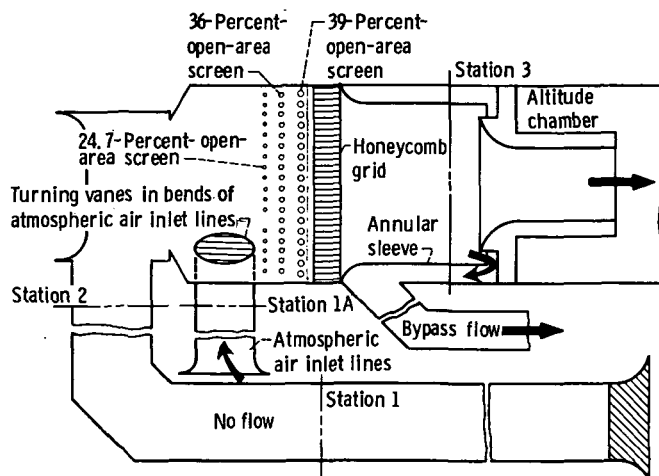 36-Percent-
open-area
screen
39-Percent-
open-area
screen
Station 3
Altitude
chamber
24.7-Percent-open-
area screen
Honeycomb
grid
Turning vanes in bends of
atmospheric air inlet lines
Annular
sleeve
Station 2
Station 1A
Bypass flow
Atmospheric
air inlet lines
Station 1
No flow